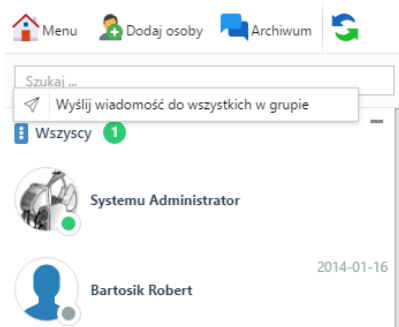 Menu Dodaj osoby Archiwum
Szukaj ...
Wyślij wiadomość do wszystkich w grupie
Wszyscy 1
Systemu Administrator
2014-01-16
Bartosik Robert